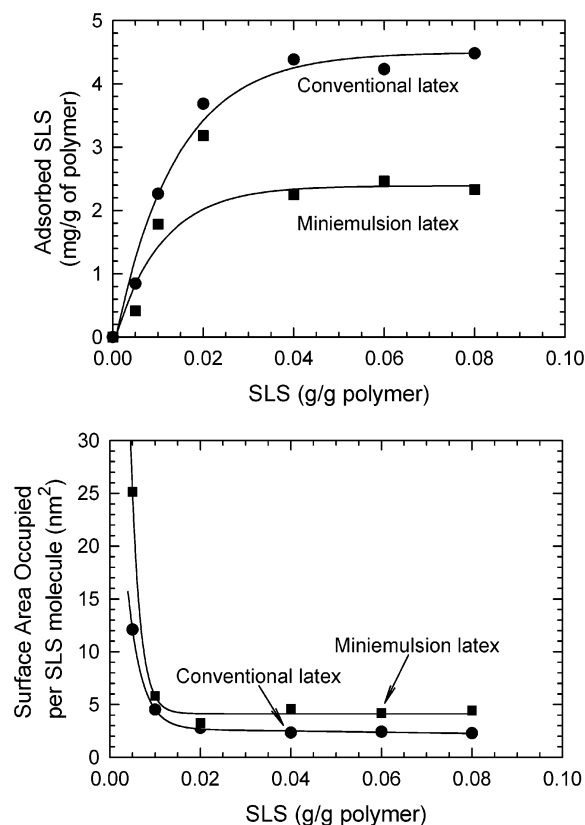 Adsorbed SLS
(mg/g of polymer)
5
4
3
2
1
0
Conventional latex
Miniemulsion latex
0.00
0.02
0.04
0.06
0.08
0.10
SLS (g/g polymer)
Surface Area Occupied
per SLS molecule (nm²)
30
25
20
15
10
5
0
Miniemulsion latex
Conventional latex
0.00
0.02
0.04
0.06
0.08
0.10
SLS (g/g polymer)